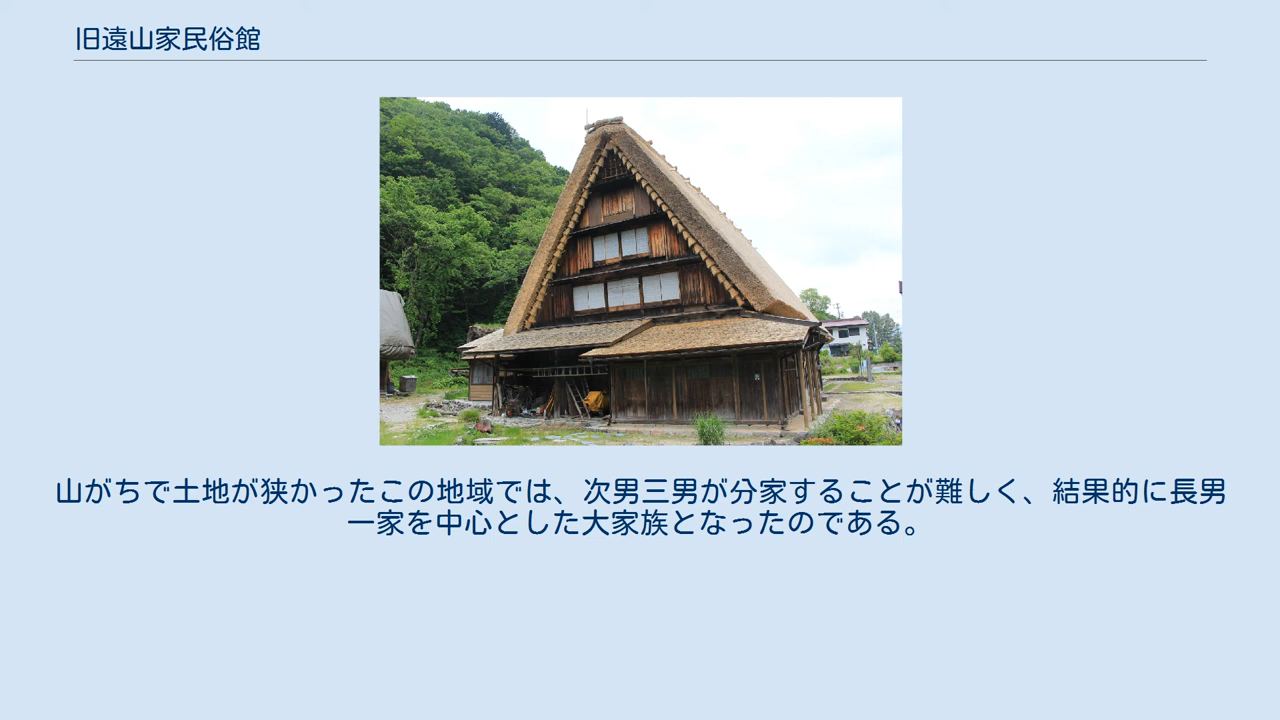 旧遠山家民俗館
山がちで土地が狭かったこの地域では、次男三男が分家することが難しく、結果的に長男
一家を中心とした大家族となったのである。